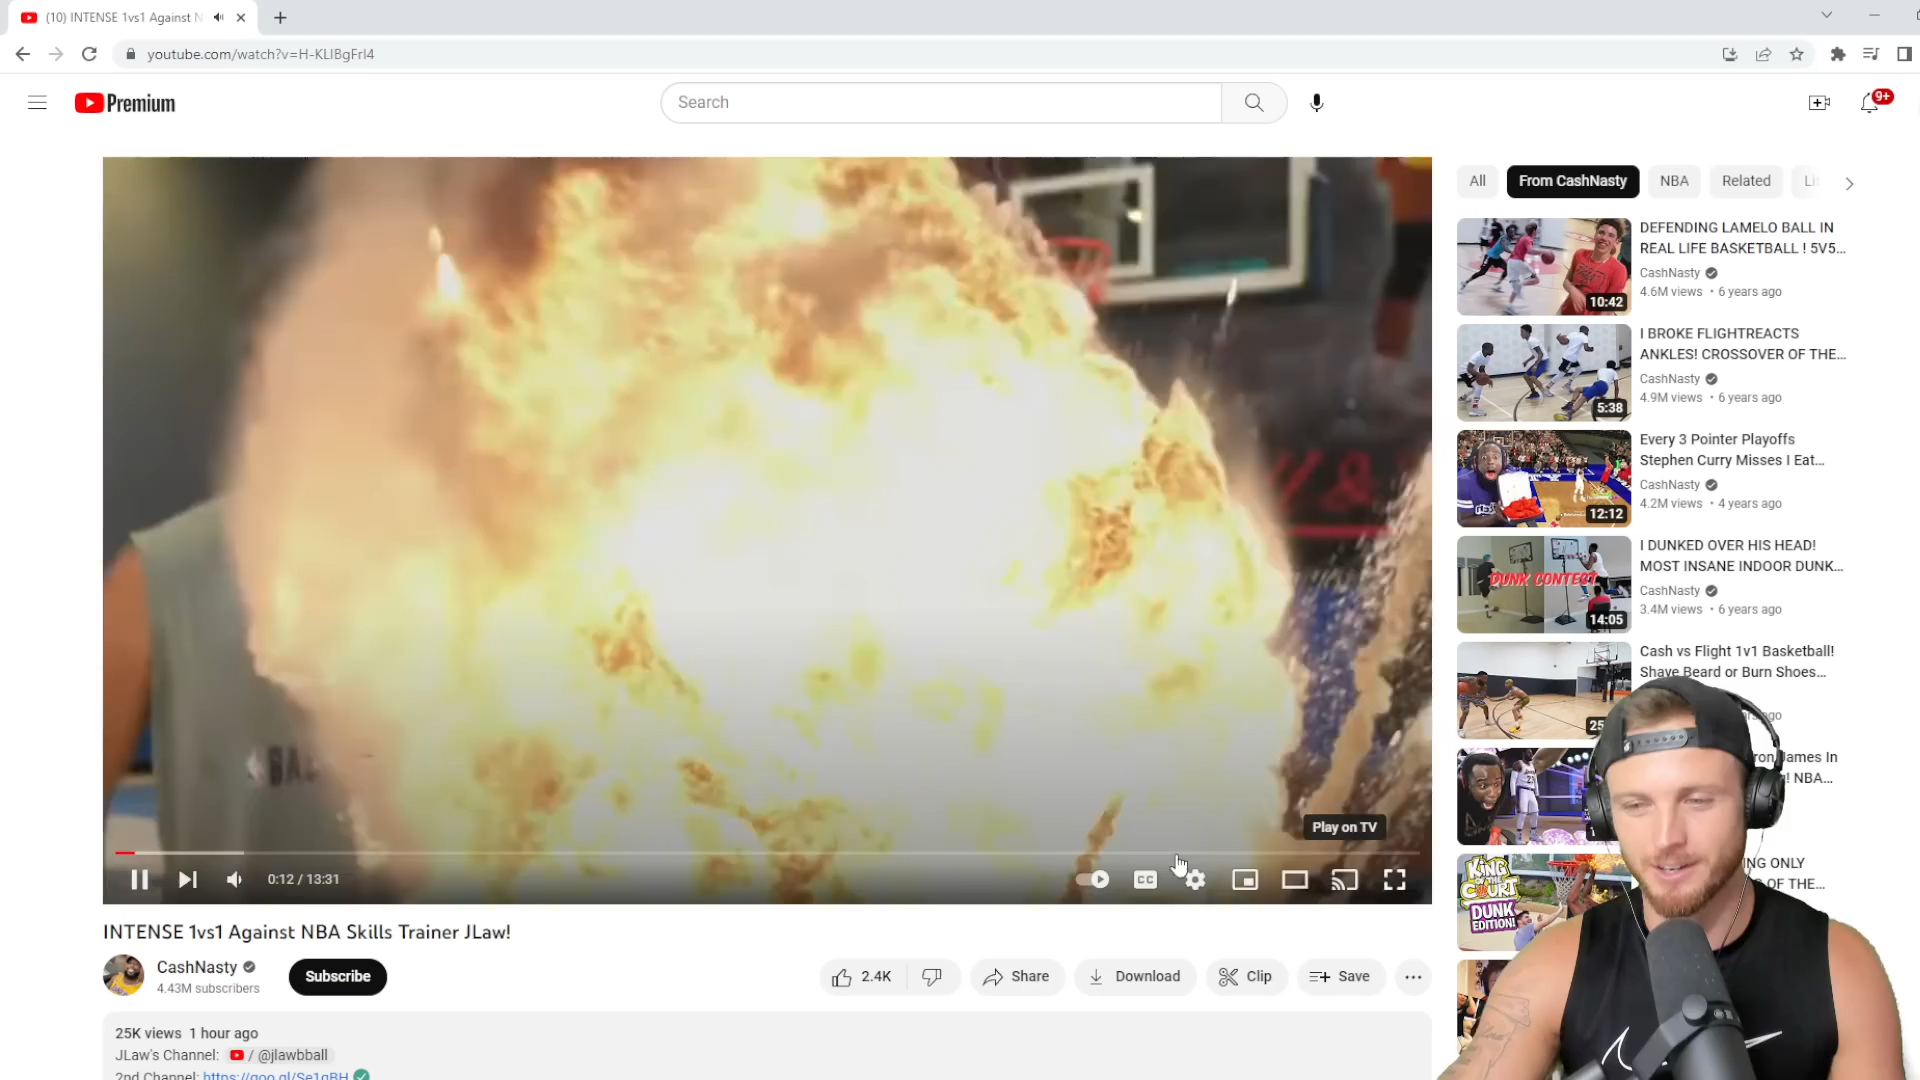 (10) INTENSE 1vs1 Against N
youtube.com/watch?v=H-KLlBgFrl4
Premium
Search
9+
All
From CashNasty
NBA
Related
Li
DEFENDING LAMELO BALL IN
REAL LIFE BASKETBALL ! 5V5...
CashNasty
4.6M views • 6 years ago
10:42
I BROKE FLIGHTREACTS
ANKLES! CROSSOVER OF THE...
CashNasty
4.9M views • 6 years ago
5:38
Every 3 Pointer Playoffs
Stephen Curry Misses I Eat...
CashNasty
4.2M views • 4 years ago
12:12
I DUNKED OVER HIS HEAD!
MOST INSANE INDOOR DUNK...
CashNasty
3.4M views • 6 years ago
DUNK CONTEST
14:05
Cash vs Flight 1v1 Basketball!
Shave Beard or Burn Shoes...
ago
25
James In
NBA...
KING OF THE COURT
DUNK EDITION!
ONLY
OF THE...
Play on TV
0:12 / 13:31
CC
INTENSE 1vs1 Against NBA Skills Trainer JLaw!
CashNasty
4.43M subscribers
Subscribe
2.4K
Share
Download
Clip
Save
25K views 1 hour ago
JLaw's Channel: / @jlawbball
2nd Channel: https://goo.gl/Se1gBH